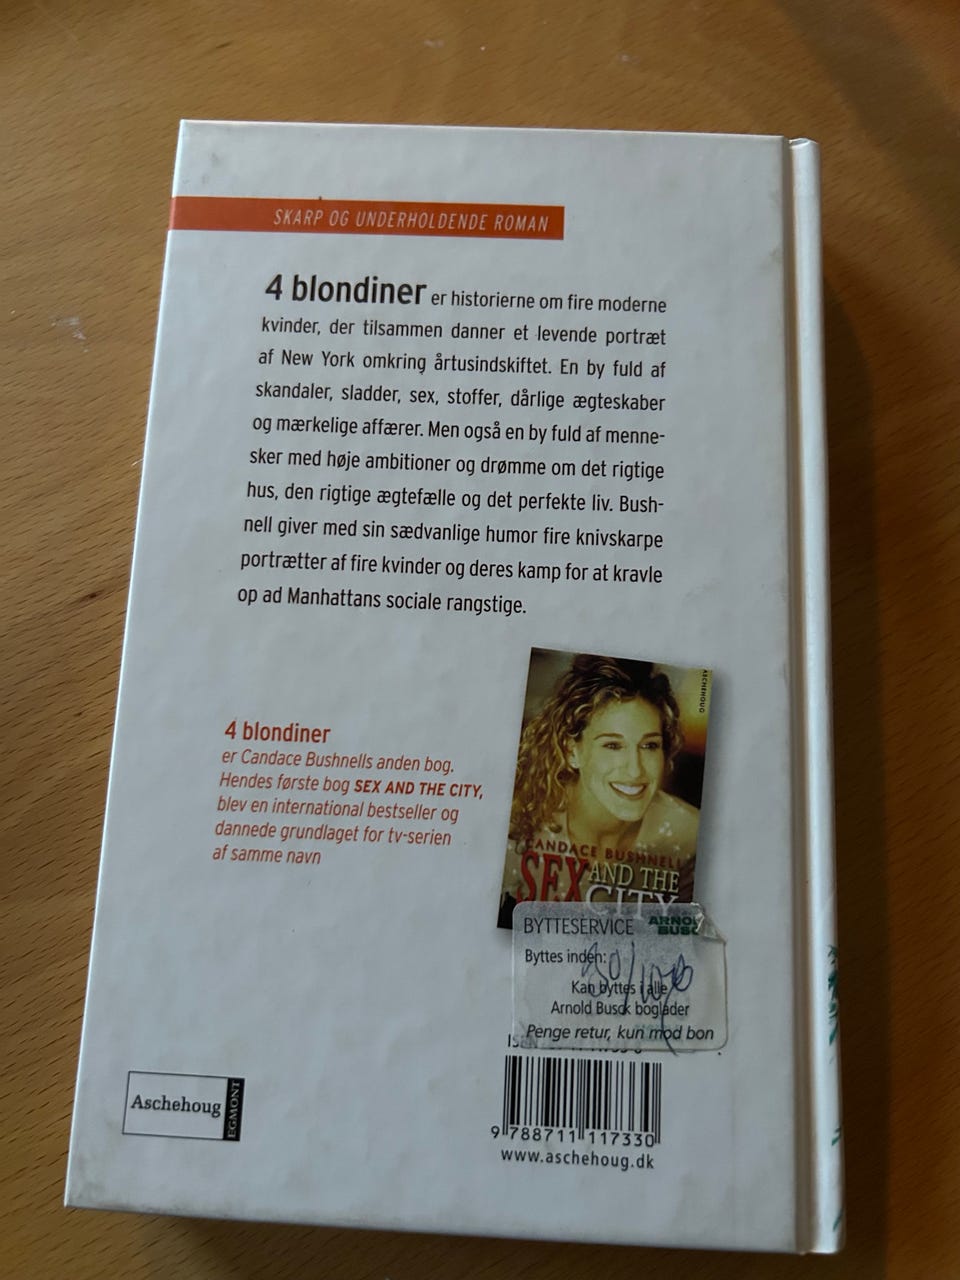 SKARP OG UNDERHOLDENDE ROMAN
4 blondiner er historierne om fire moderne
kvinder, der tilsammen danner et levende portræt
af New York omkring årtusindskiftet. En by fuld af
skandaler, sladder, sex, stoffer, dårlige ægteskaber
og mærkelige affærer. Men også en by fuld af menne-
sker med høje ambitioner og drømme om det rigtige
hus, den rigtige ægtefælle og det perfekte liv. Bush-
nell giver med sin sædvanlige humor fire knivskarpe
portrætter af fire kvinder og deres kamp for at kravle
op ad Manhattans sociale rangstige.
4 blondiner
er Candace Bushnells anden bog.
Hendes første bog SEX AND THE CITY,
blev en international bestseller og
dannede grundlaget for tv-serien
af samme navn
ASCHEHOUG
CANDACE BUSHNELL
SEX AND THE
CITY
BYTTESERVICE ARNOLD
BUSCK
Byttes inden:
Kan byttes i alle
Arnold Busck boglader
Penge retur, kun mod bon
9 788711 117330
www.aschehoug.dk
Aschehoug
EGMONT